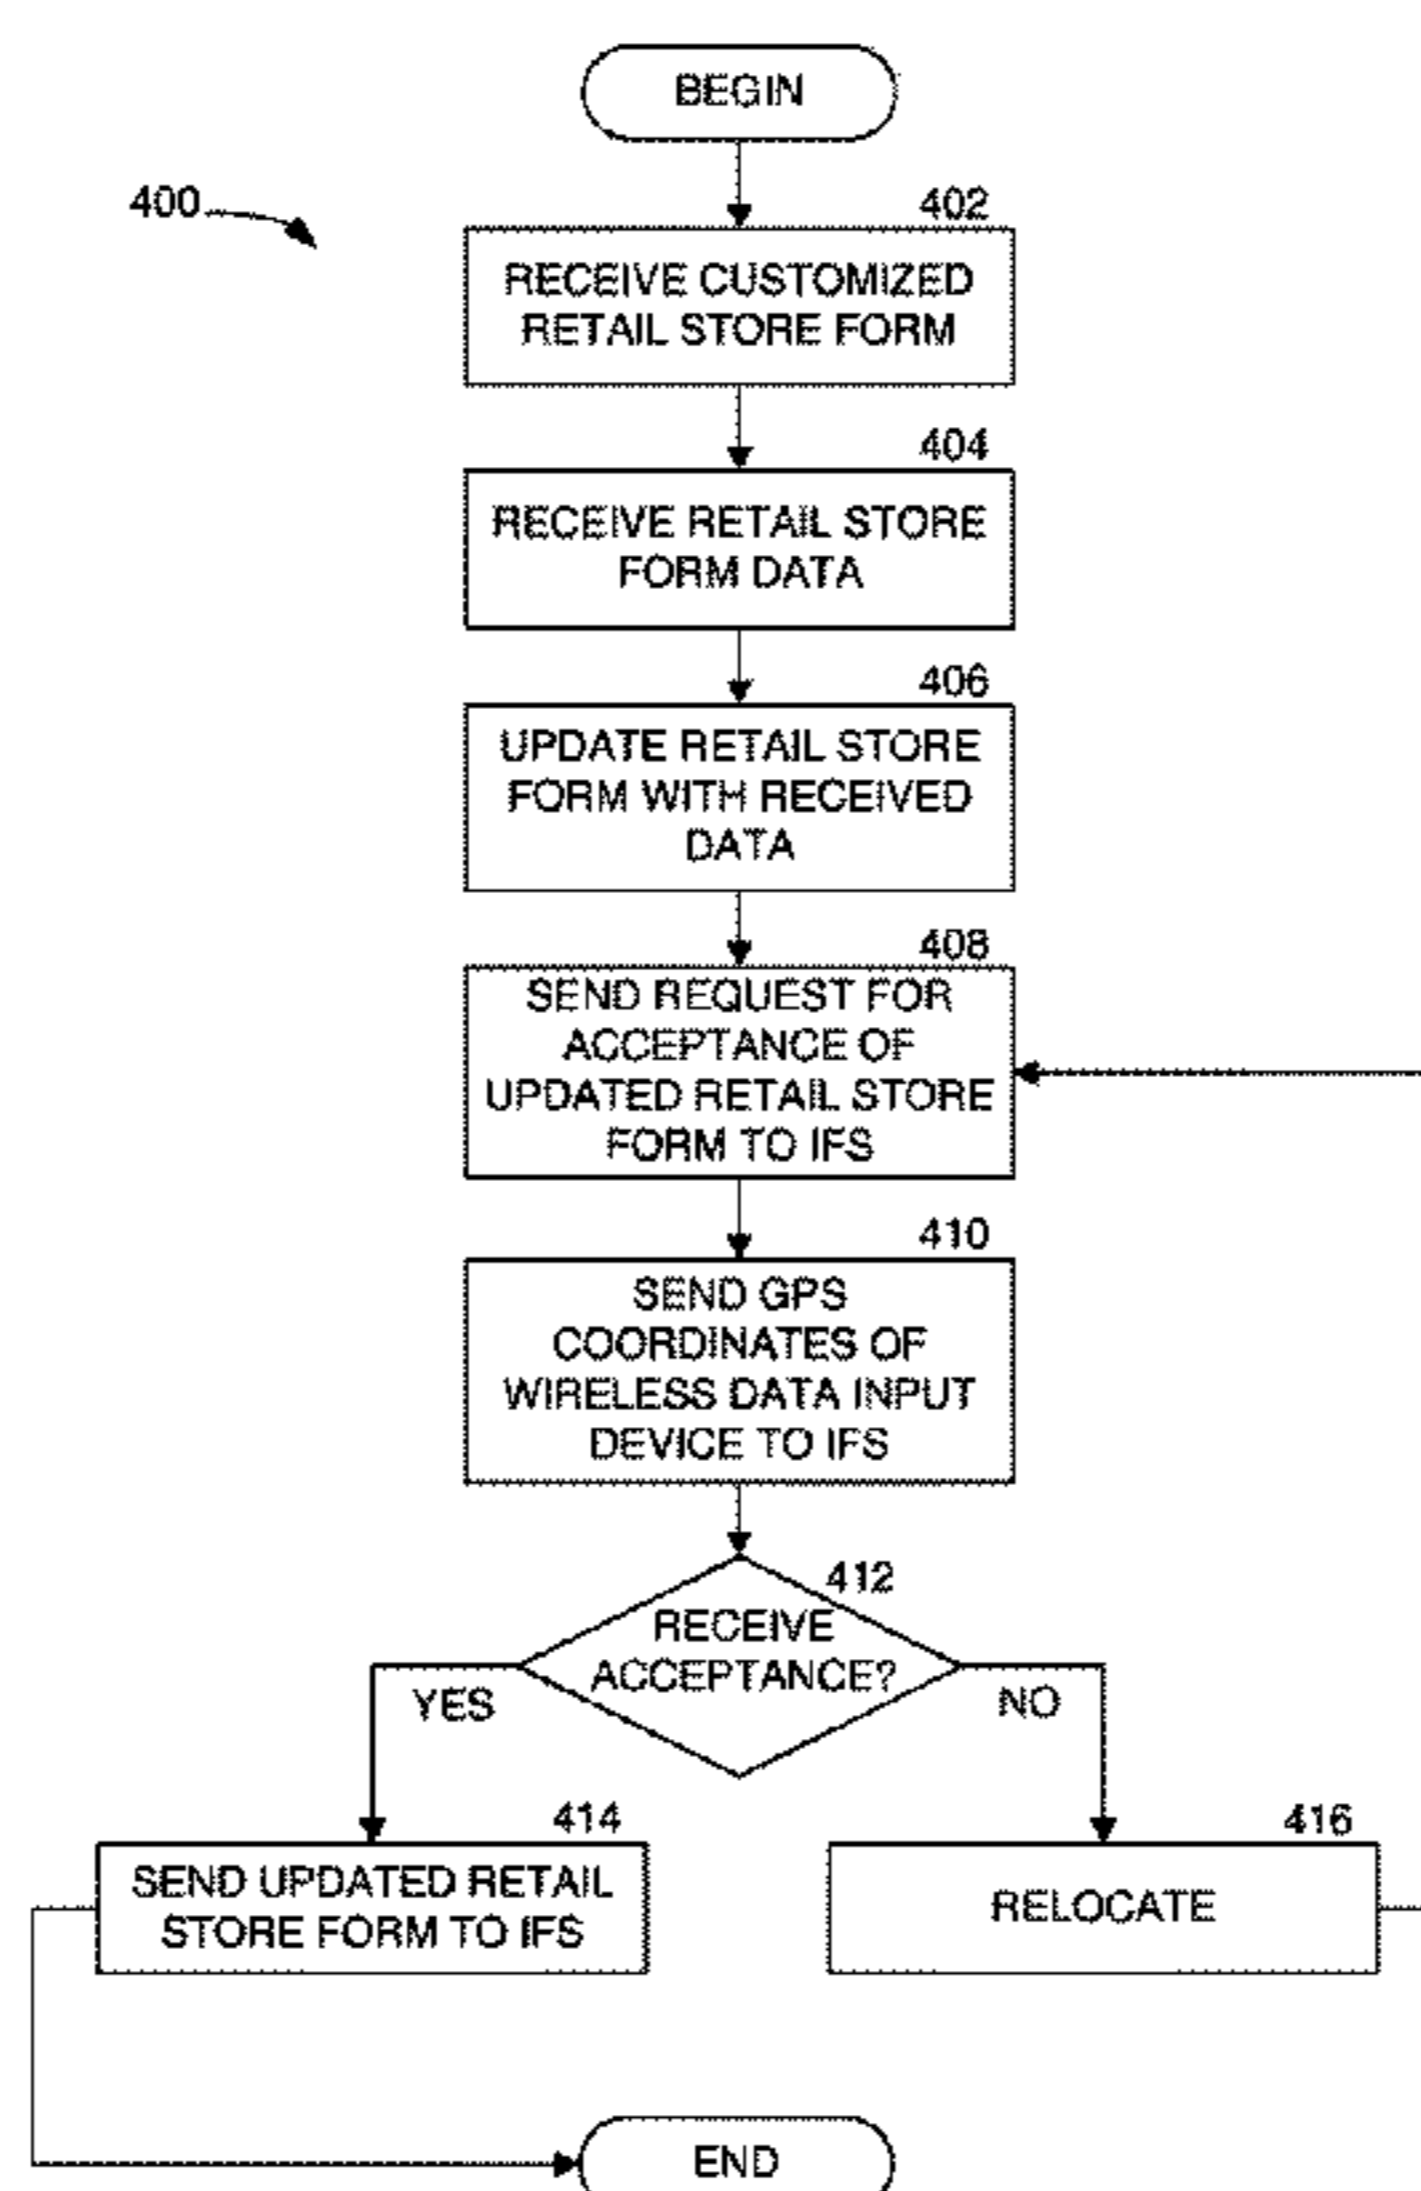 BEGIN
400
402
RECEIVE CUSTOMIZED
RETAIL STORE FORM
404
RECEIVE RETAIL STORE
FORM DATA
406
UPDATE RETAIL STORE
FORM WITH RECEIVED
DATA
408
SEND REQUEST FOR
ACCEPTANCE OF
UPDATED RETAIL STORE
FORM TO IFS
410
SEND GPS
COORDINATES OF
WIRELESS DATA INPUT
DEVICE TO IFS
412
RECEIVE
ACCEPTANCE?
YES
NO
414
SEND UPDATED RETAIL
STORE FORM TO IFS
416
RELOCATE
END